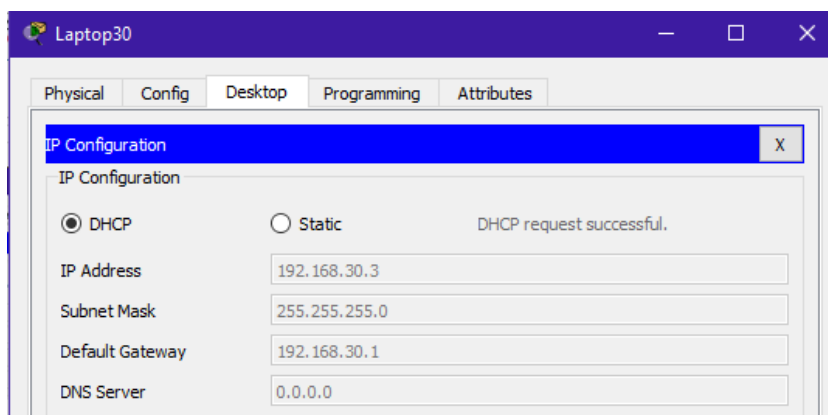 Laptop30
Physical Config Desktop Programming Attributes
IP Configuration X
IP Configuration
DHCP Static DHCP request successful.
IP Address 192.168.30.3
Subnet Mask 255.255.255.0
Default Gateway 192.168.30.1
DNS Server 0.0.0.0